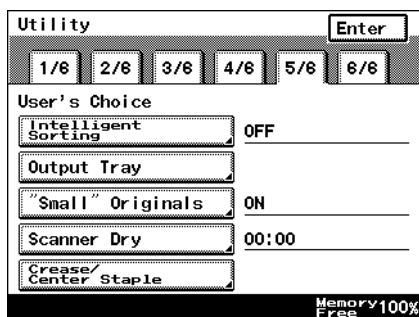 Utility
Enter
1/6 2/6 3/6 4/6 5/6 6/6
User's Choice
Intelligent
Sorting
OFF
Output Tray
"Small" Originals
ON
Scanner Dry
00:00
Crease/
Center Staple
Memory
Free
100%